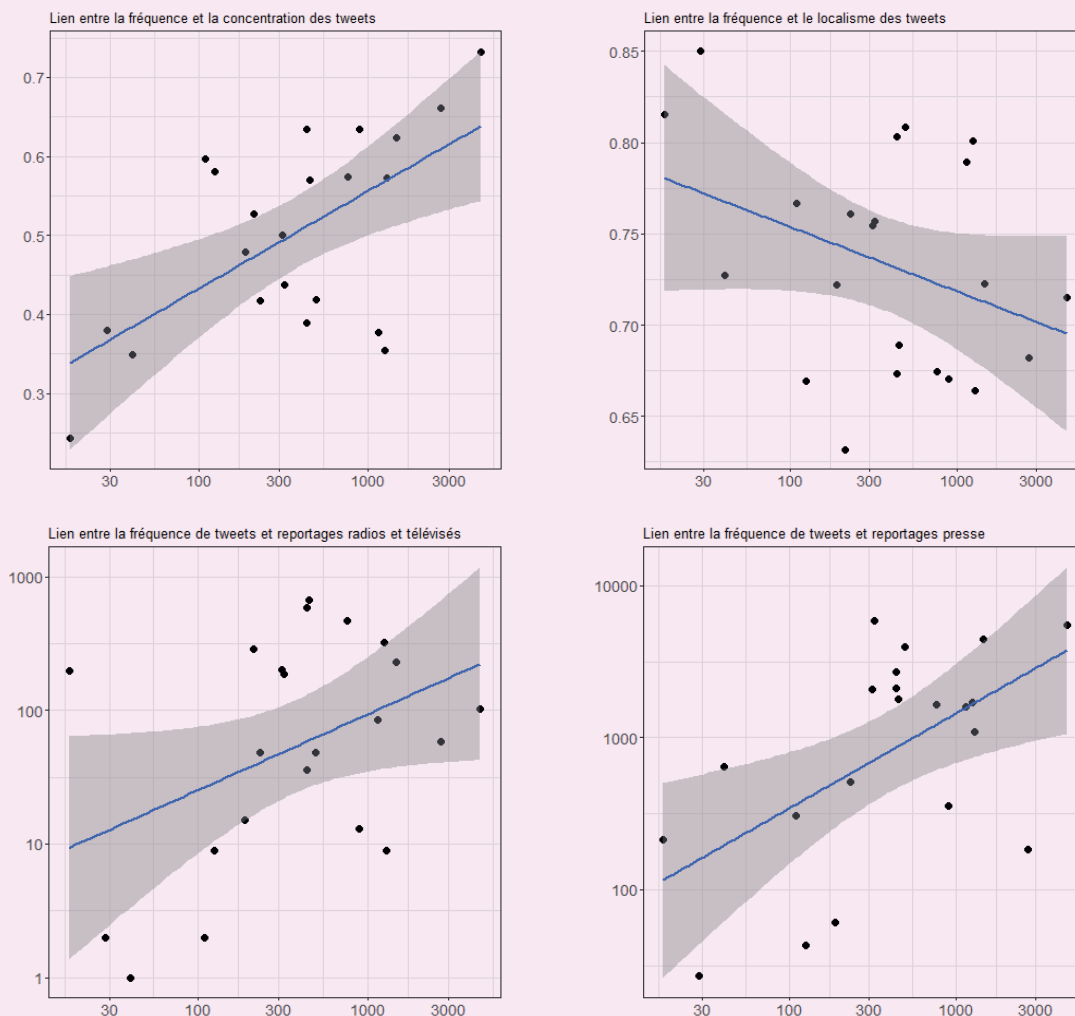 Lien entre la fréquence et la concentration des tweets
0.7
0.6
0.5
0.4
0.3
30 100 300 1000 3000
Lien entre la fréquence et le localisme des tweets
0.85
0.80
0.75
0.70
0.65
30 100 300 1000 3000
Lien entre la fréquence de tweets et reportages radios et télévisés
1000
100
10
1
30 100 300 1000 3000
Lien entre la fréquence de tweets et reportages presse
10000
1000
100
30 100 300 1000 3000